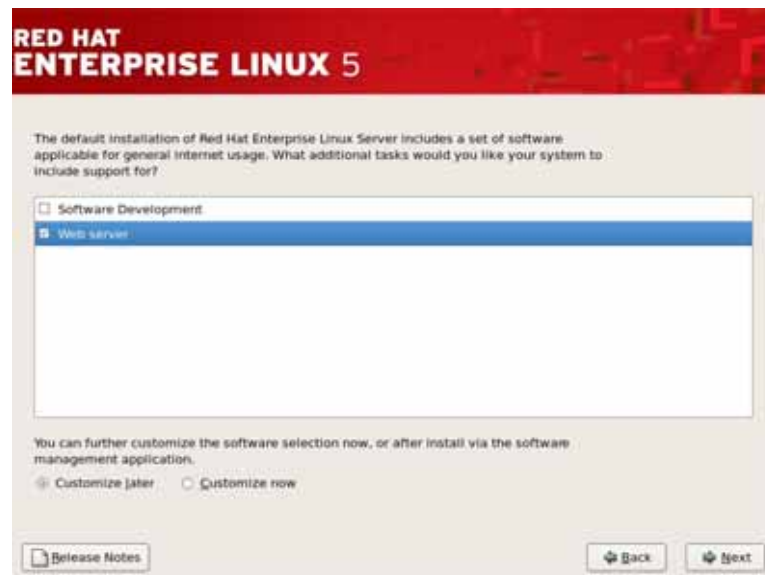 RED HAT
ENTERPRISE LINUX 5
The default installation of Red Hat Enterprise Linux Server includes a set of software
applicable for general internet usage. What additional tasks would you like your system to
include support for?
Software Development
Web server
You can further customize the software selection now, or after install via the software
management application.
Customize later
Customize now
Release Notes
Back
Next